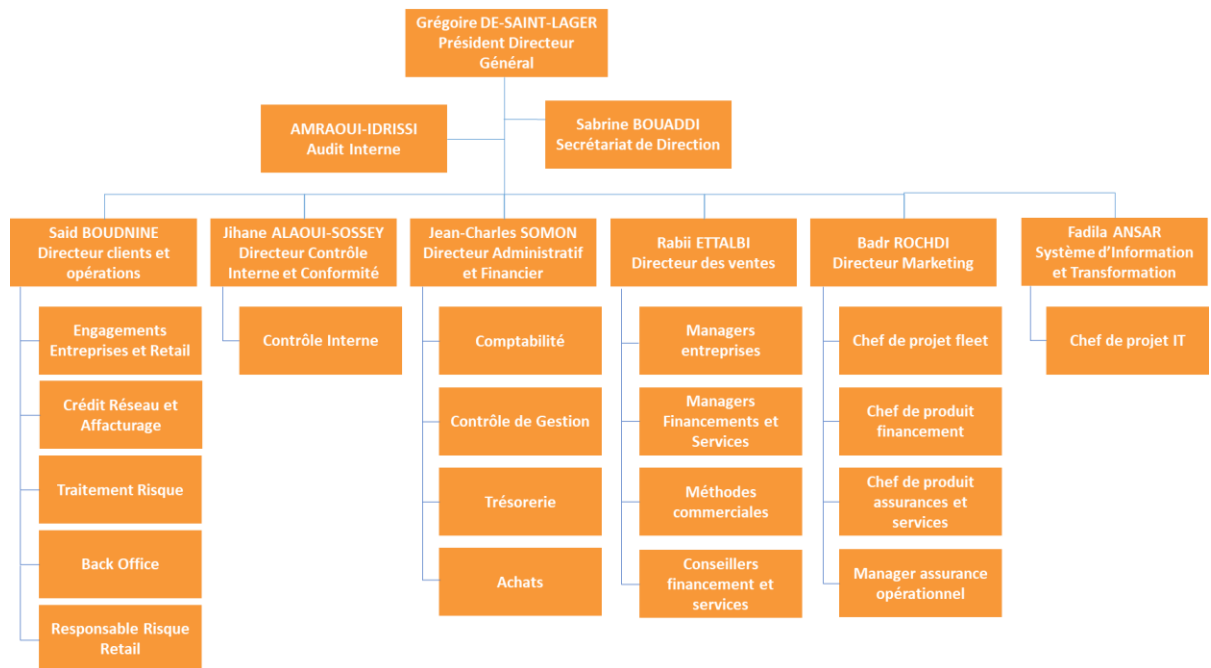 Grégoire DE-SAINT-LAGER
Président Directeur
Général
AMRAOUI-IDRISSI
Audit Interne
Sabrine BOUADDI
Secrétariat de Direction
Said BOUDNINE
Directeur clients et
opérations
Jihane ALAOUI-SOSSEY
Directeur Contrôle
Interne et Conformité
Jean-Charles SOMON
Directeur Administratif
et Financier
Rabii ETTALBI
Directeur des ventes
Badr ROCHDI
Directeur Marketing
Fadila ANSAR
Système d’Information
et Transformation
Engagements
Entreprises et Retail
Crédit Réseau et
Affacturage
Traitement Risque
Back Office
Responsable Risque
Retail
Contrôle Interne
Comptabilité
Contrôle de Gestion
Trésorerie
Achats
Managers
entreprises
Managers
Financements et
Services
Méthodes
commerciales
Conseillers
financement et
services
Chef de projet fleet
Chef de produit
financement
Chef de produit
assurances et
services
Manager assurance
opérationnel
Chef de projet IT